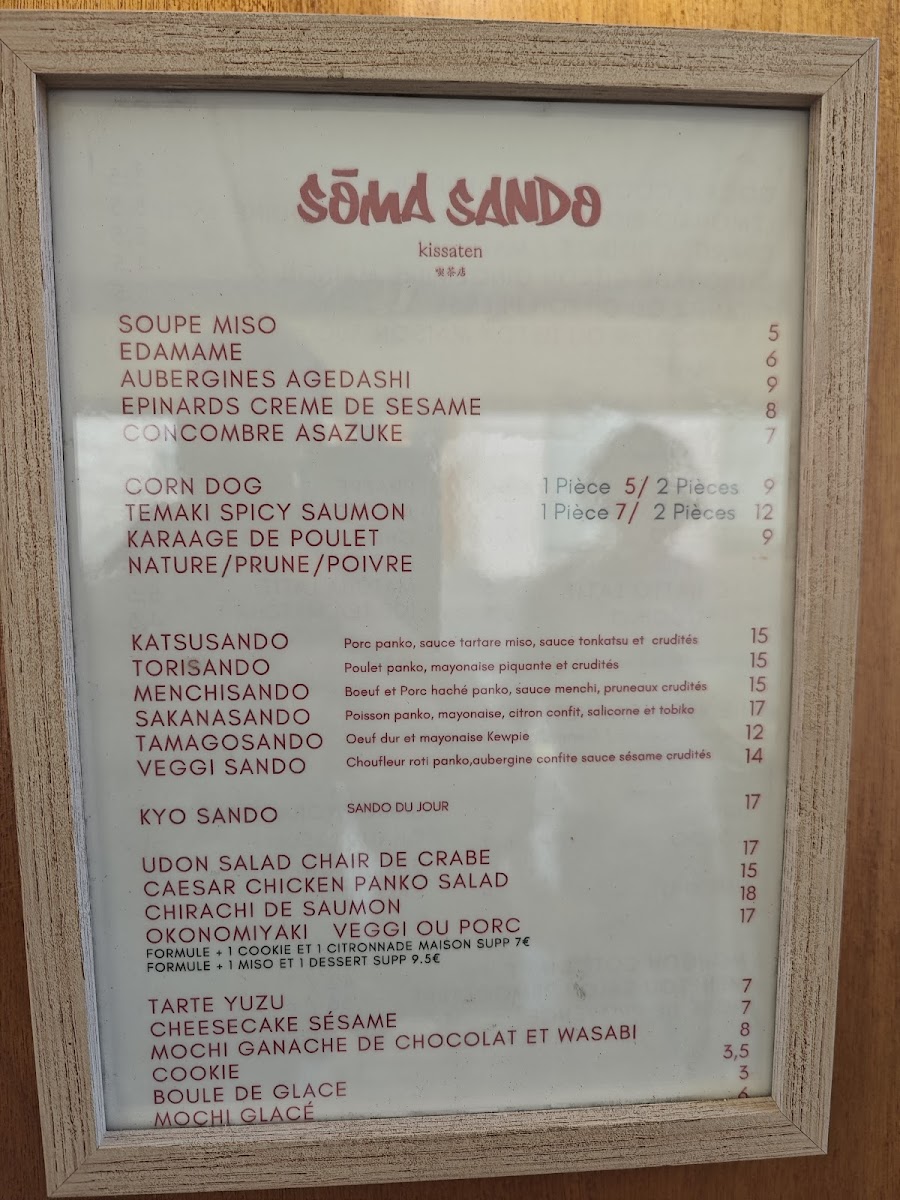 SŌMA SANDO
kissaten
喫茶店
SOUPE MISO 5
EDAMAME 6
AUBERGINES AGEDASHI 9
EPINARDS CREME DE SESAME 8
CONCOMBRE ASAZUKE 7
CORN DOG 1 Pièce 5/ 2 Pièces 9
TEMAKI SPICY SAUMON 1 Pièce 7/ 2 Pièces 12
KARAAGE DE POULET 9
NATURE/PRUNE/POIVRE
KATSUSANDO Porc panko, sauce tartare miso, sauce tonkatsu et crudités 15
TORISANDO Poulet panko, mayonaise piquante et crudités 15
MENCHISANDO Boeuf et Porc haché panko, sauce menchi, pruneaux crudités 15
SAKANASANDO Poisson panko, mayonaise, citron confit, salicorne et tobiko 17
TAMAGOSANDO Oeuf dur et mayonaise Kewpie 12
VEGGI SANDO Choufleur roti panko,aubergine confite sauce sésame crudités 14
KYO SANDO SANDO DU JOUR 17
UDON SALAD CHAIR DE CRABE 17
CAESAR CHICKEN PANKO SALAD 15
CHIRACHI DE SAUMON 18
OKONOMIYAKI VEGGI OU PORC 17
FORMULE + 1 COOKIE ET 1 CITRONNADE MAISON SUPP 7€
FORMULE + 1 MISO ET 1 DESSERT SUPP 9.5€
TARTE YUZU 7
CHEESECAKE SÉSAME 7
MOCHI GANACHE DE CHOCOLAT ET WASABI 8
COOKIE 3,5
BOULE DE GLACE 3
MOCHI GLACÉ 6